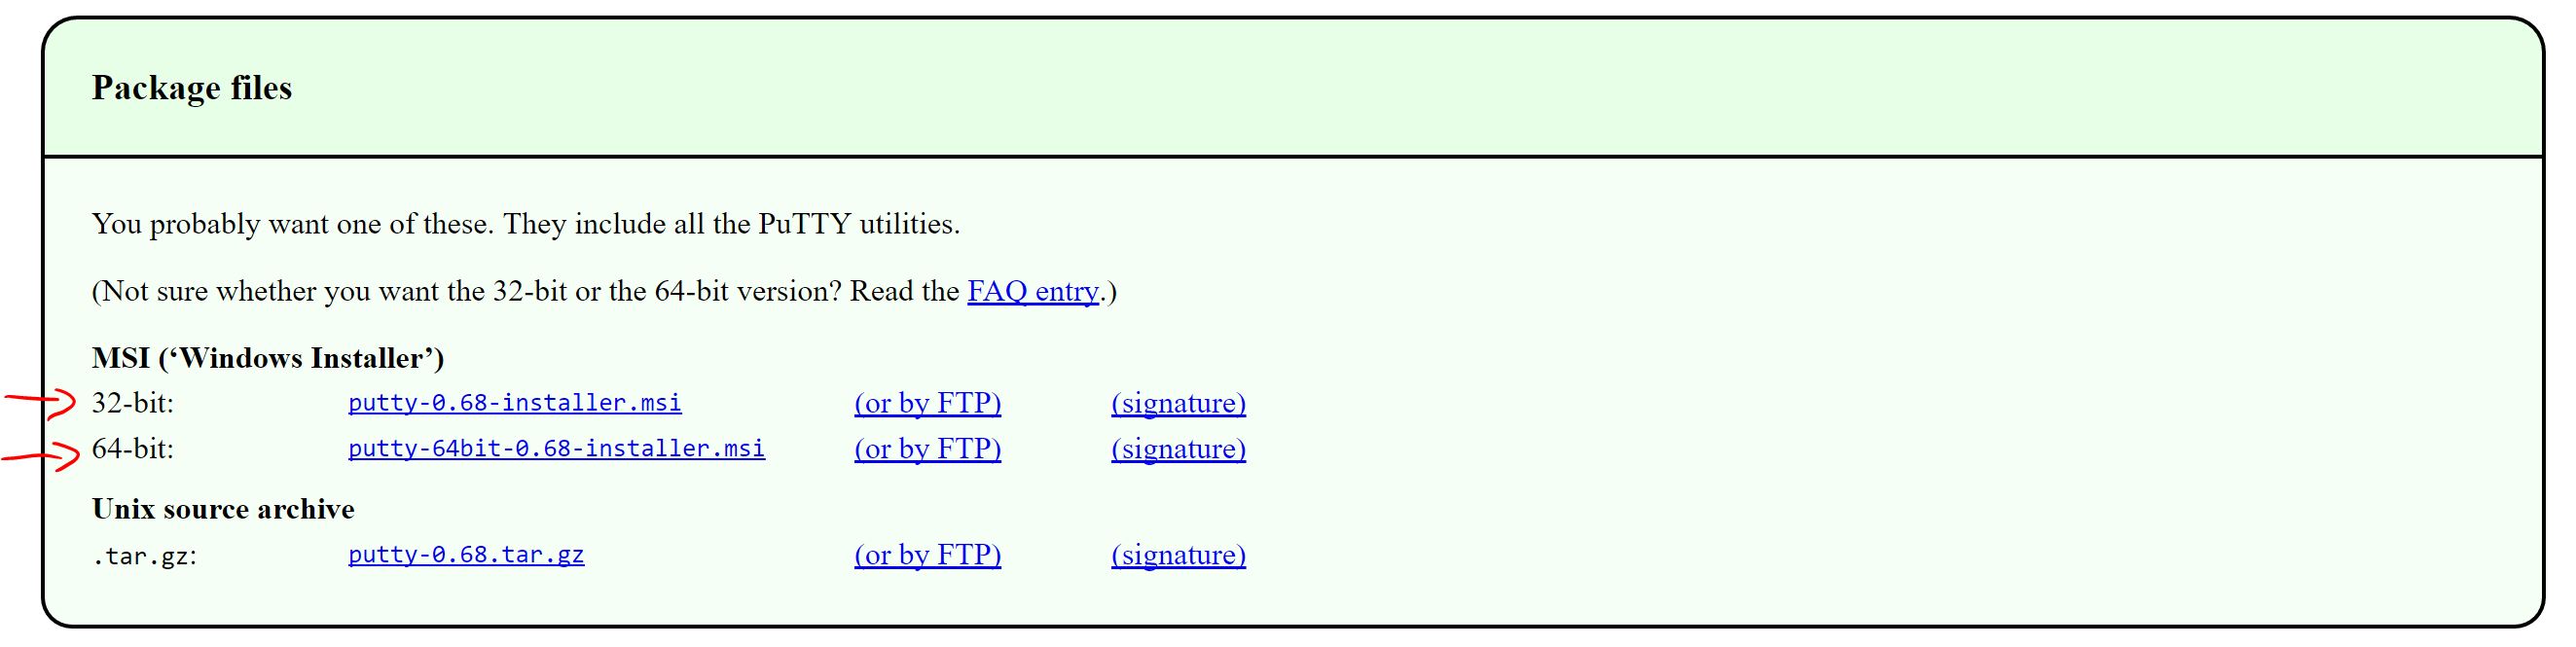 Package files
You probably want one of these. They include all the PuTTY utilities.
(Not sure whether you want the 32-bit or the 64-bit version? Read the FAQ entry.)
MSI (‘Windows Installer’)
32-bit: putty-0.68-installer.msi (or by FTP) (signature)
64-bit: putty-64bit-0.68-installer.msi (or by FTP) (signature)
Unix source archive
.tar.gz: putty-0.68.tar.gz (or by FTP) (signature)